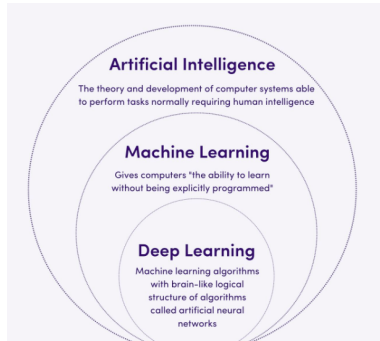 Artificial Intelligence
The theory and development of computer systems able
to perform tasks normally requiring human intelligence
Machine Learning
Gives computers "the ability to learn
without being explicitly programmed"
Deep Learning
Machine learning algorithms
with brain-like logical
structure of algorithms
called artificial neural
networks